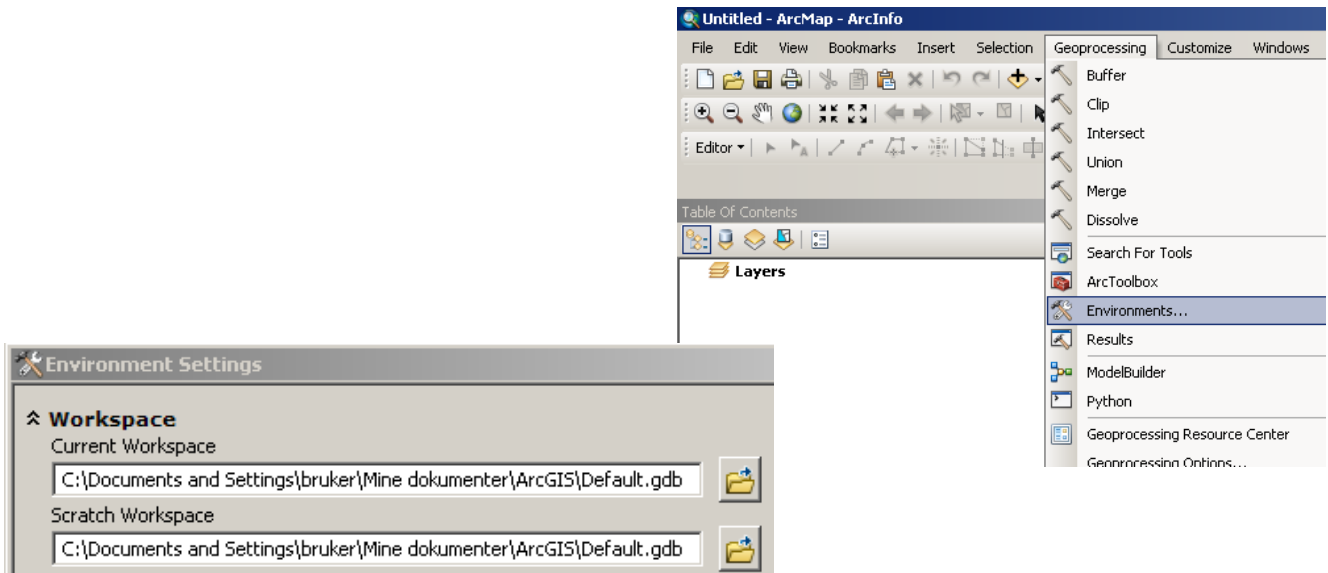 Untitled - ArcMap - ArcInfo
File Edit View Bookmarks Insert Selection Geoprocessing Customize Windows
Buffer
Clip
Intersect
Editor
Union
Merge
Table Of Contents
Dissolve
Search For Tools
Layers
ArcToolbox
Environments...
Results
ModelBuilder
Python
Geoprocessing Resource Center
Geoprocessing Options...
Environment Settings
Workspace
Current Workspace
C:\Documents and Settings\bruker\Mine dokumenter\ArcGIS\Default.gdb
Scratch Workspace
C:\Documents and Settings\bruker\Mine dokumenter\ArcGIS\Default.gdb